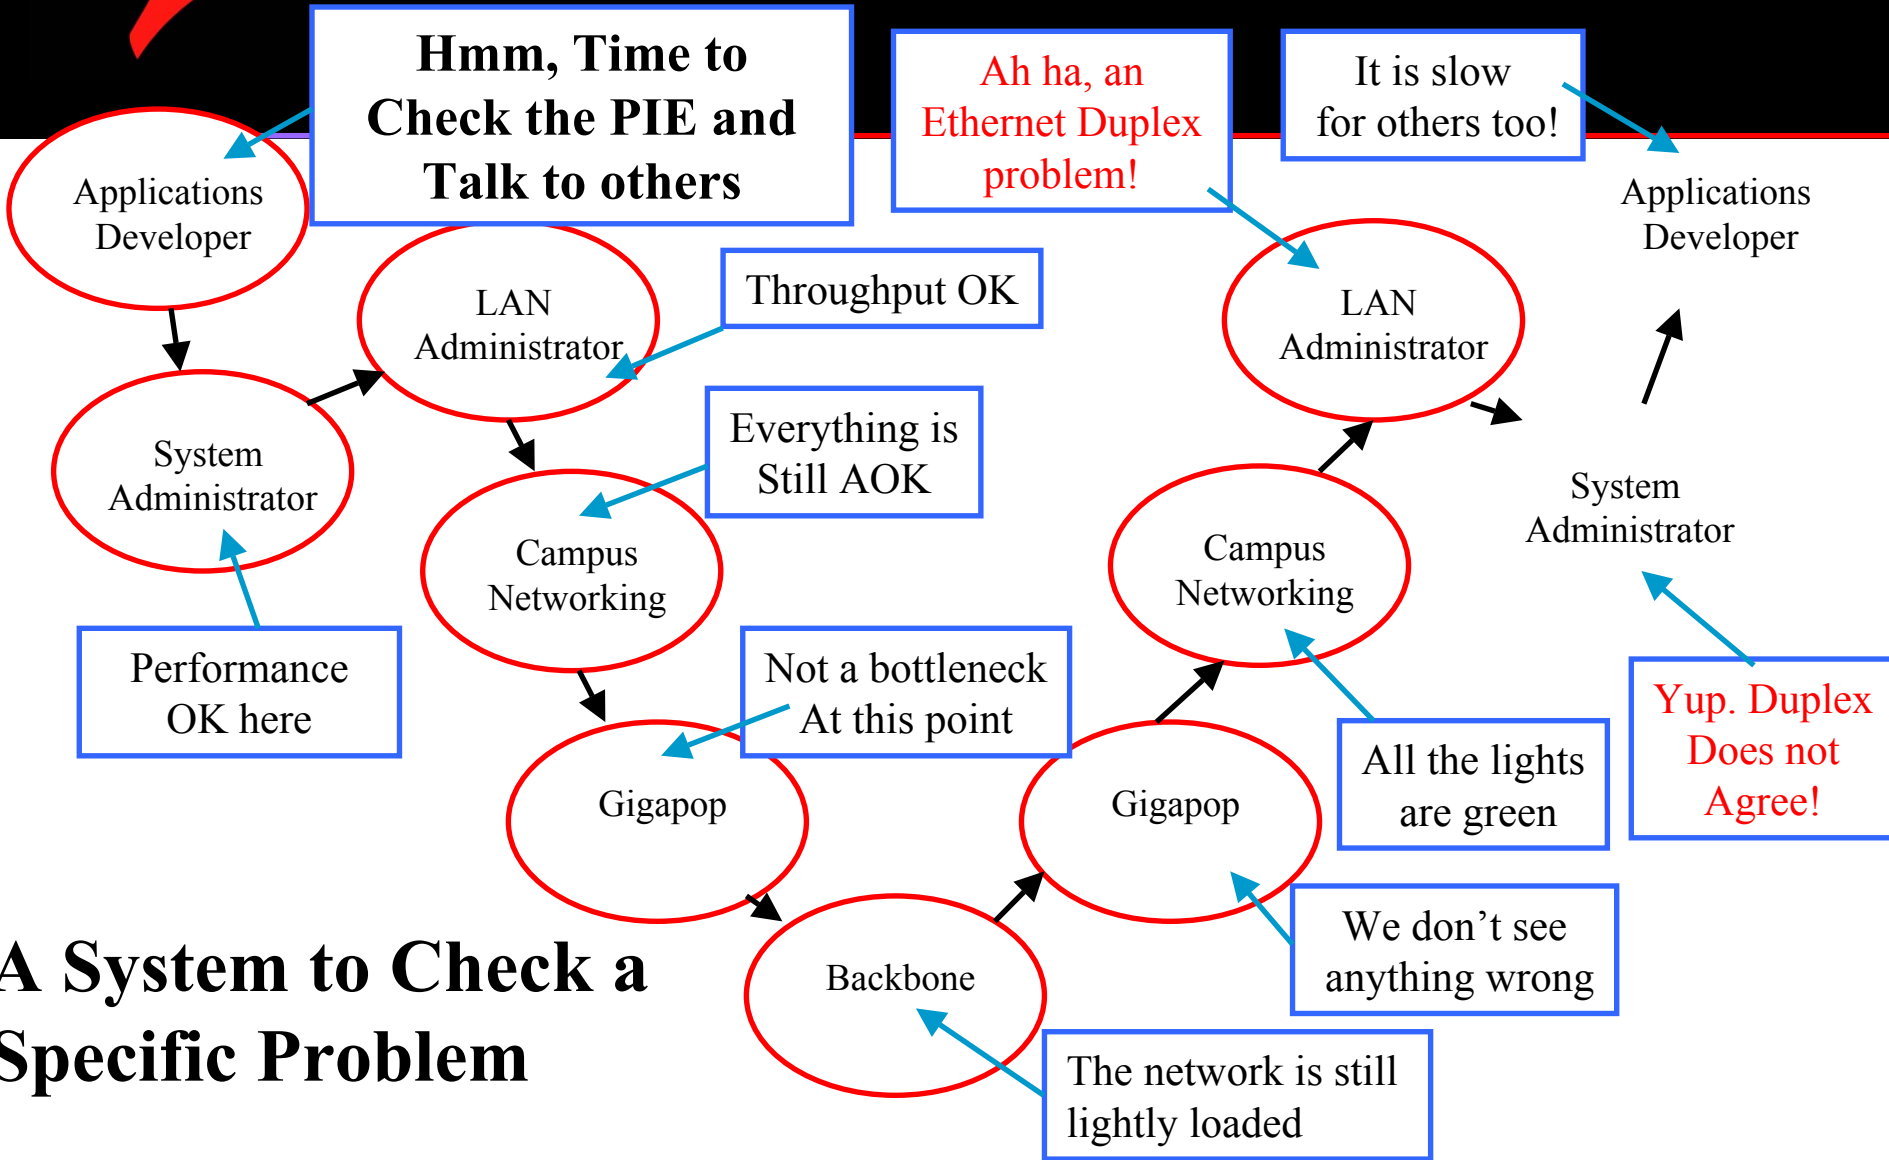 Hmm, Time to
Check the PIE and
Talk to others
Ah ha, an
Ethernet Duplex
problem!
It is slow
for others too!
Applications
Developer
LAN
Administrator
Throughput OK
LAN
Administrator
Applications
Developer
System
Administrator
Everything is
Still AOK
Campus
Networking
Campus
Networking
System
Administrator
Performance
OK here
Not a bottleneck
At this point
All the lights
are green
Yup. Duplex
Does not
Agree!
Gigapop
Gigapop
We don’t see
anything wrong
Backbone
The network is still
lightly loaded
A System to Check a
Specific Problem